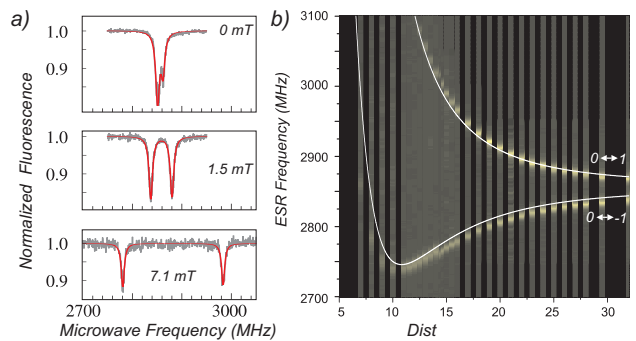 a)
b)
0 mT
1.0
0.9
1.5 mT
1.0
0.9
7.1 mT
1.0
0.9
Normalized Fluorescence
2700
3000
Microwave Frequency (MHz)
3100
3000
2900
2850
2750
2700
ESR Frequency (MHz)
0↔1
0↔-1
5
10
15
20
25
30
Dist